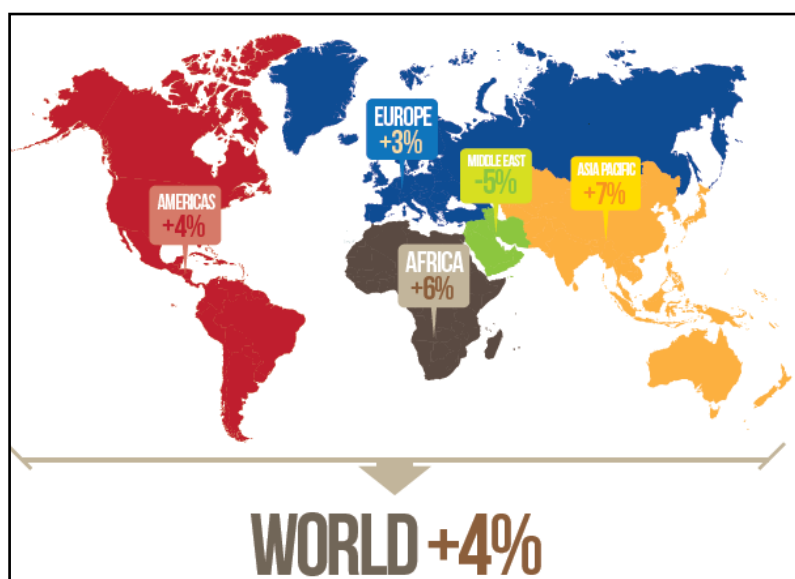 EUROPE
+3%
MIDDLE EAST
-5%
ASIA PACIFIC
+7%
AMERICAS
+4%
AFRICA
+6%
WORLD +4%